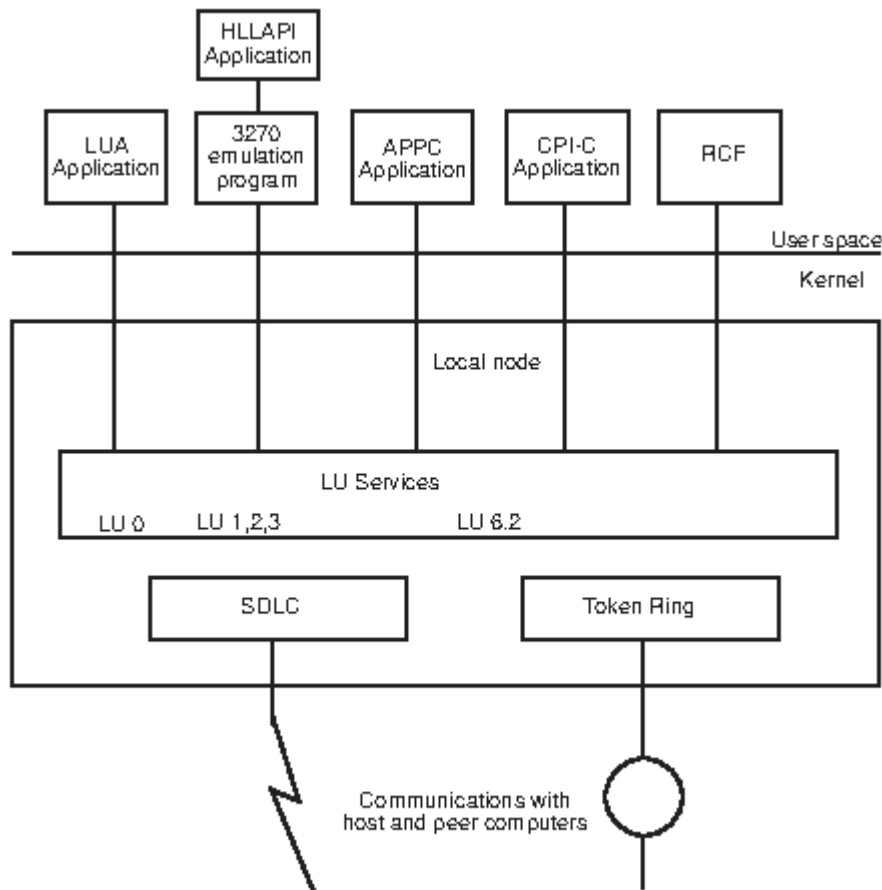 HLLAPI
Application
LUA
Application
3270
emulation
program
APPC
Application
CPI-C
Application
RCF
User space
Kernel
Local node
LU Services
LU 0
LU 1,2,3
LU 6.2
SDLC
Token Ring
Communications with
host and peer computers